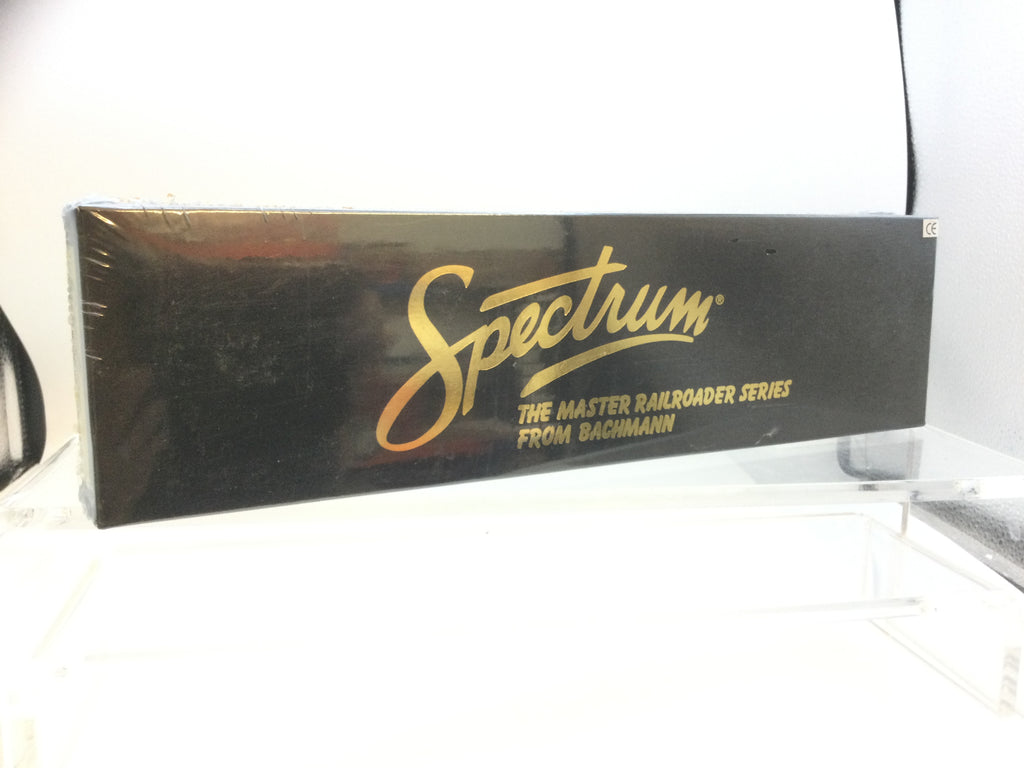 CE
Spectrum®
THE MASTER RAILROADER SERIES
FROM BACHMANN